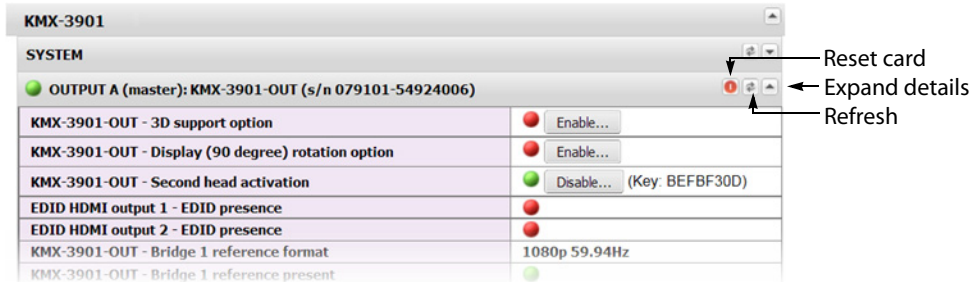 KMX-3901
SYSTEM
Reset card
OUTPUT A (master): KMX-3901-OUT (s/n 079101-54924006)
Expand details
Refresh
KMX-3901-OUT - 3D support option Enable...
KMX-3901-OUT - Display (90 degree) rotation option Enable...
KMX-3901-OUT - Second head activation Disable... (Key: BEFBF30D)
EDID HDMI output 1 - EDID presence
EDID HDMI output 2 - EDID presence
KMX-3901-OUT - Bridge 1 reference format 1080p 59.94Hz
KMX-3901-OUT - Bridge 1 reference present